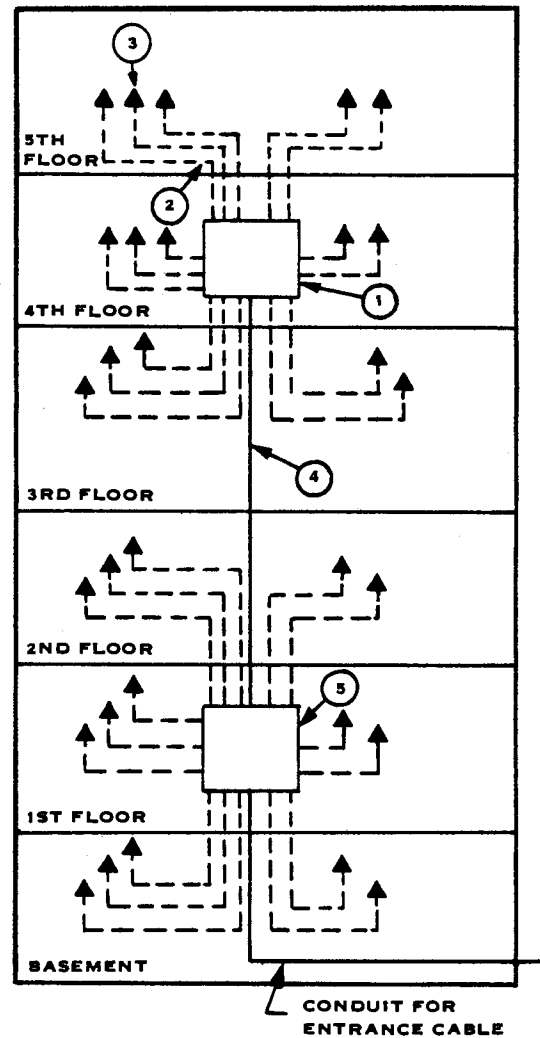 3
5TH
FLOOR
2
1
4TH FLOOR
4
3RD FLOOR
2ND FLOOR
5
1ST FLOOR
BASEMENT
CONDUIT FOR
ENTRANCE CABLE